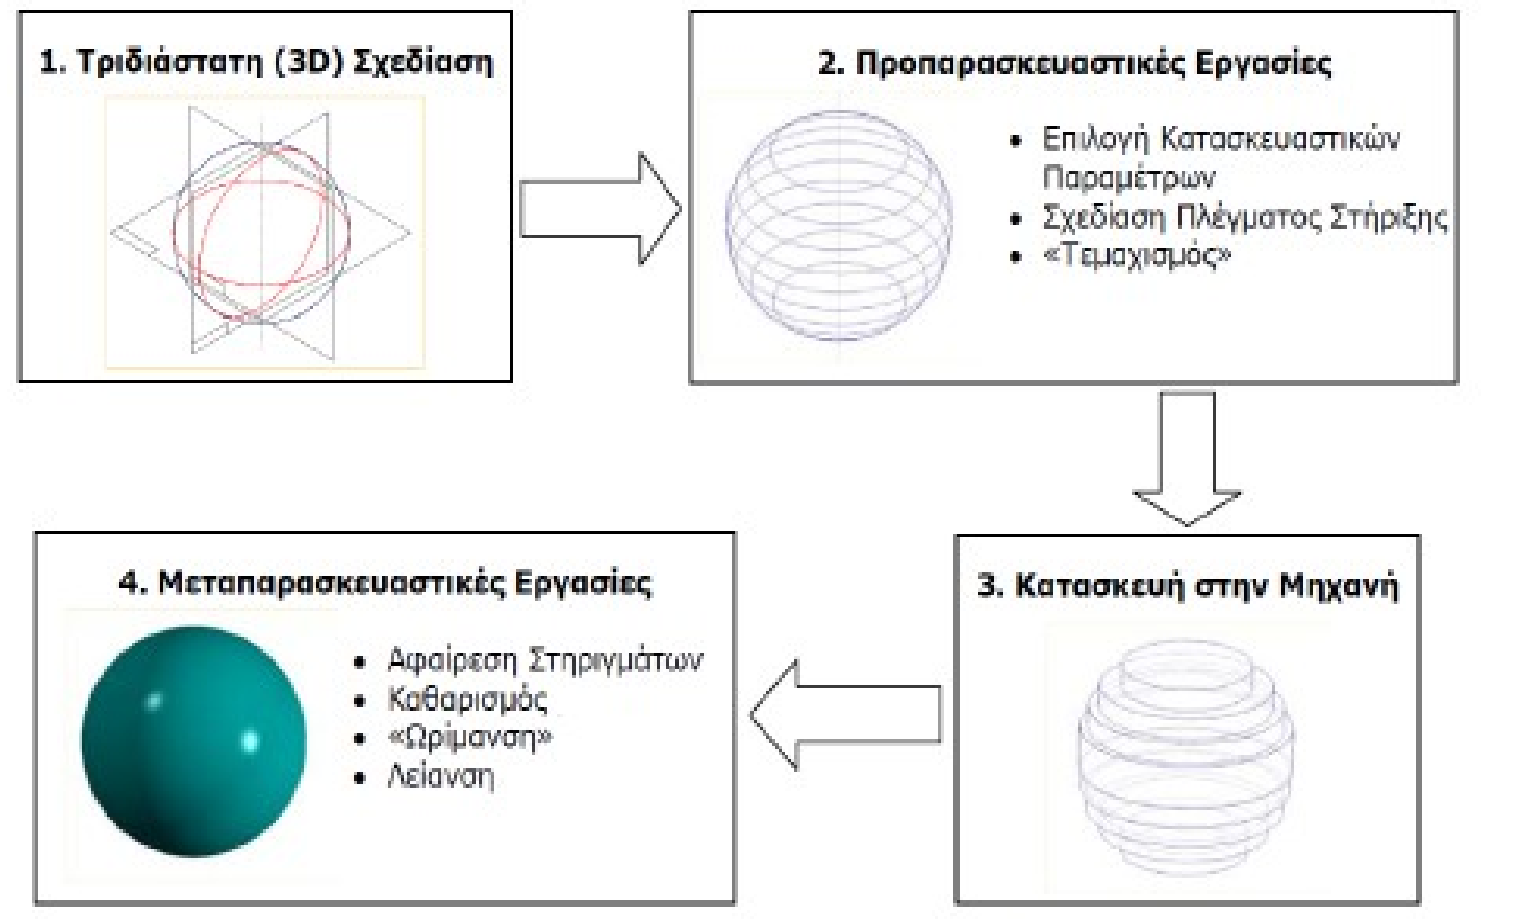 1. Τριδιάστατη (3D) Σχεδίαση
2. Προπαρασκευαστικές Εργασίες
• Επιλογή Κατασκευαστικών
Παραμέτρων
• Σχεδίαση Πλέγματος Στήριξης
• «Τεμαχισμός»
3. Κατασκευή στην Μηχανή
4. Μεταπαρασκευαστικές Εργασίες
• Αφαίρεση Στηριγμάτων
• Καθαρισμός
• «Ωρίμανση»
• Λείανση